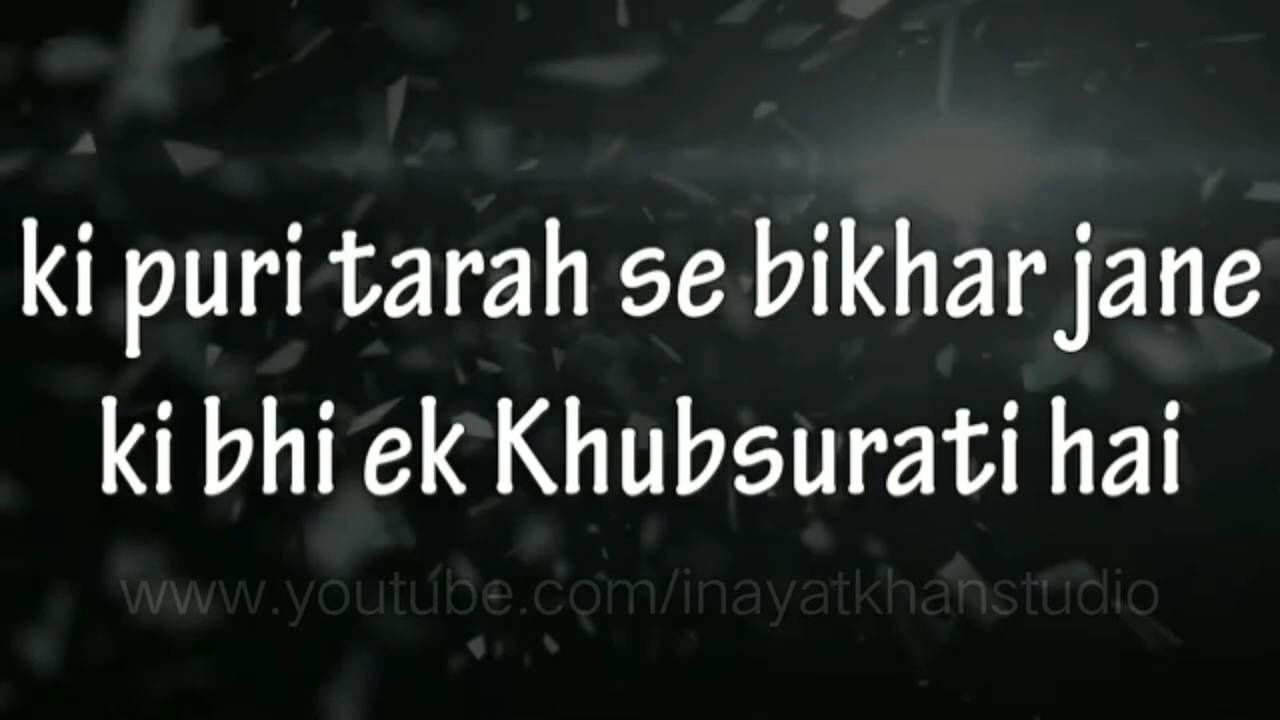 ki puri tarah se bikhar jane
ki bhi ek Khubsurati hai
www.youtube.com/inayatkhanstudio